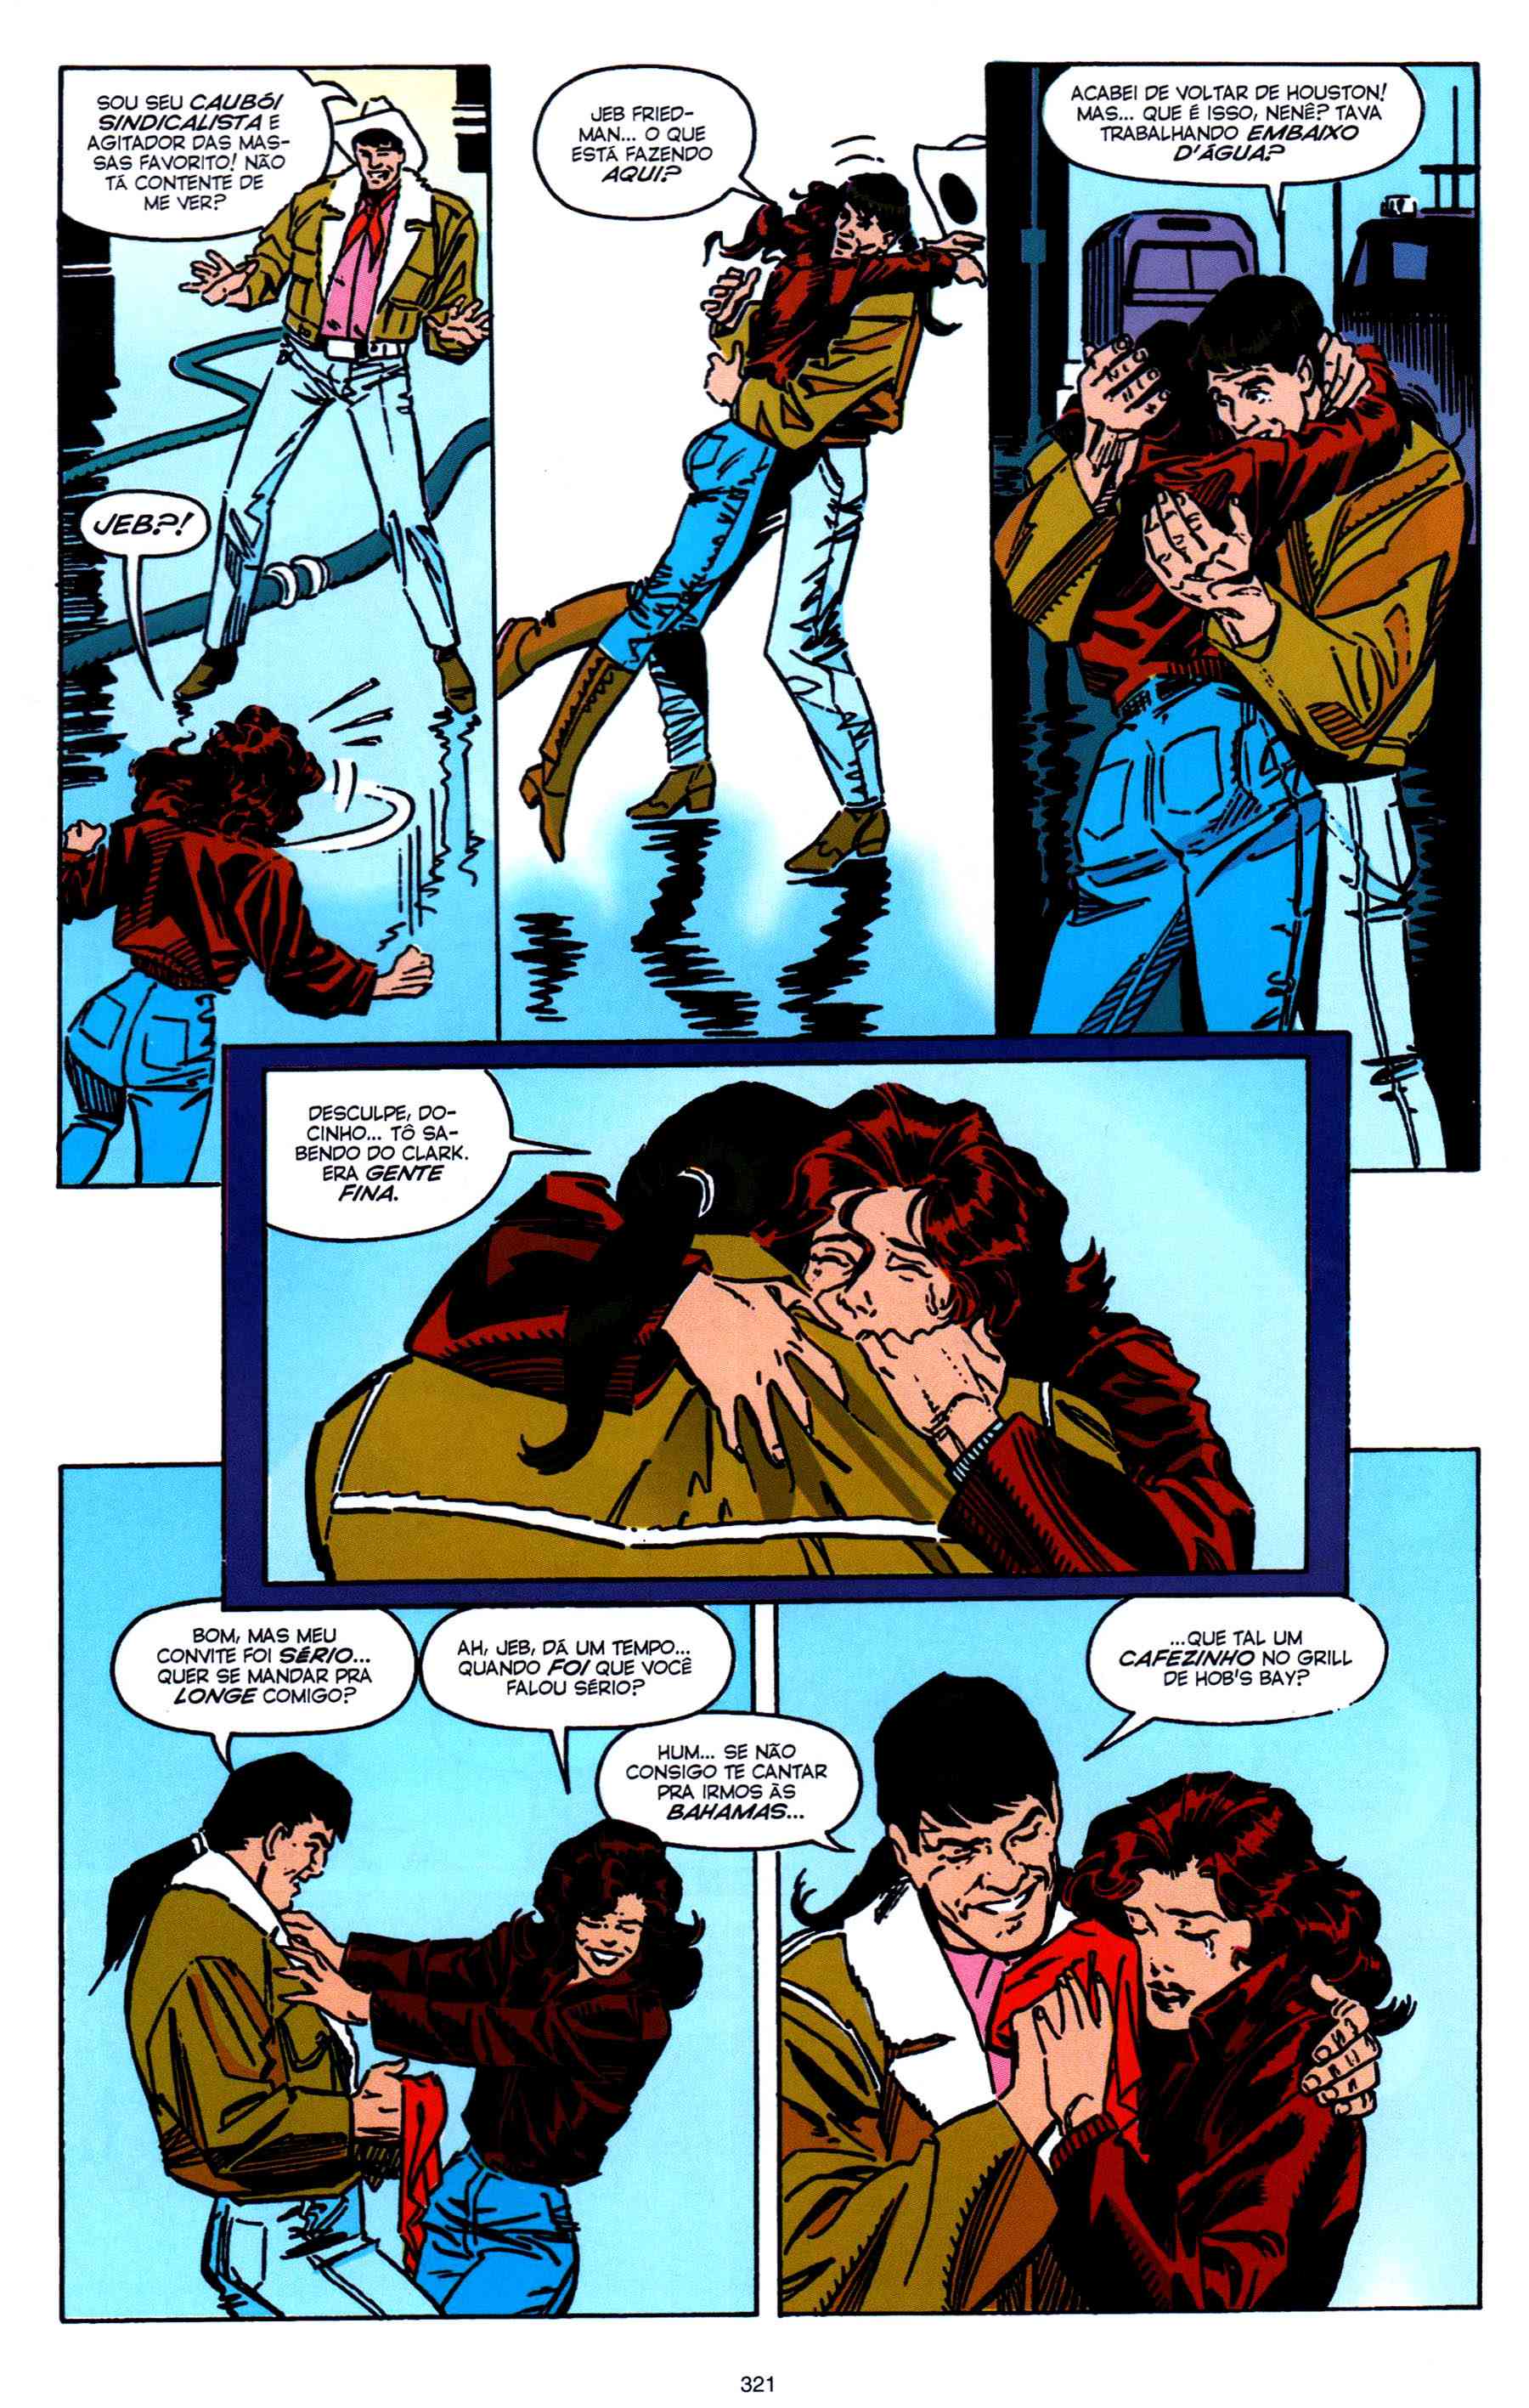 SOU SEU CAUBÓI
SINDICALISTA E
AGITADOR DAS MAS-
SAS FAVORITO! NÃO
TÁ CONTENTE DE
ME VER?
JEB?!
JEB FRIED-
MAN... O QUE
ESTÁ FAZENDO
AQUI?
ACABEI DE VOLTAR DE HOUSTON!
MAS... QUE É ISSO, NENÊ? TAVA
TRABALHANDO EMBAIXO
D'ÁGUA?
DESCULPE, DO-
CINHO... TÔ SA-
BENDO DO CLARK.
ERA GENTE
FINA.
BOM, MAS MEU
CONVITE FOI SÉRIO...
QUER SE MANDAR PRA
LONGE COMIGO?
AH, JEB, DÁ UM TEMPO...
QUANDO FOI QUE VOCÊ
FALOU SÉRIO?
HUM... SE NÃO
CONSIGO TE CANTAR
PRA IRMOS ÀS
BAHAMAS...
...QUE TAL UM
CAFEZINHO NO GRILL
DE HOB'S BAY?
321